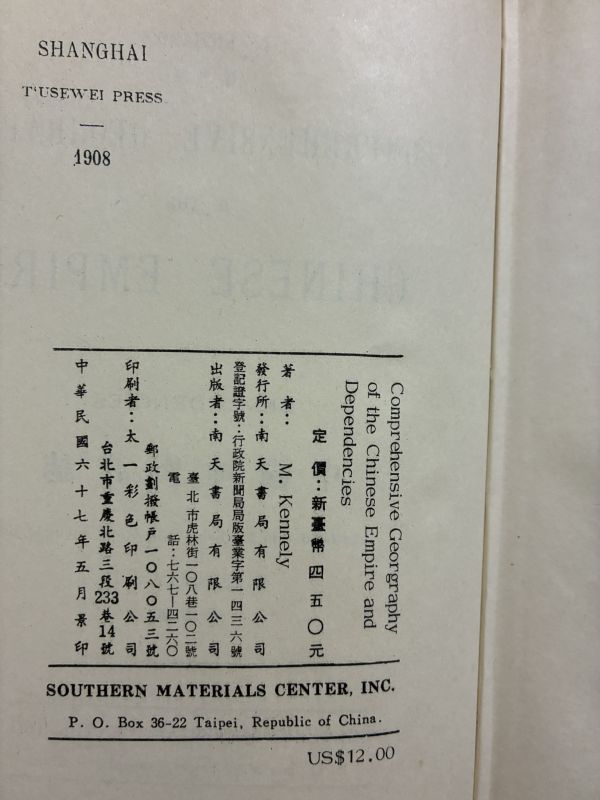 SHANGHAI
T'USEWEI PRESS
1908
Comprehensive Georgraphy
of the Chinese Empire and
Dependencies
定價：新臺幣四五〇元
著者： M. Kennely
發行所：南天書局有限公司
登記證字號：行政院新聞局局版臺業字第一四三六號
出版者：南天書局有限公司
臺北市虎林街一〇八巷一〇二號
電話：七六七—四二六〇
郵政劃撥帳戶一〇八〇五三號
印刷者：太一彩色印刷公司
台北市重慶北路三段233巷14號
中華民國六十七年五月景印
SOUTHERN MATERIALS CENTER, INC.
P. O. Box 36-22 Taipei, Republic of China.
US$12.00